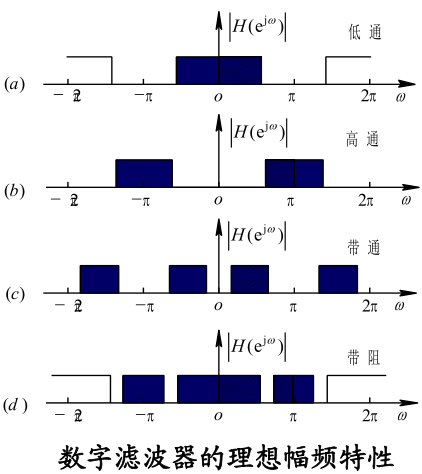 |H(e^{jω})| 低 通
(a) −2π −π o π 2π ω
|H(e^{jω})| 高 通
(b) −2π −π o π 2π ω
|H(e^{jω})| 带 通
(c) −2π −π o π 2π ω
|H(e^{jω})| 带 阻
(d) −2π −π o π 2π ω
数字滤波器的理想幅频特性